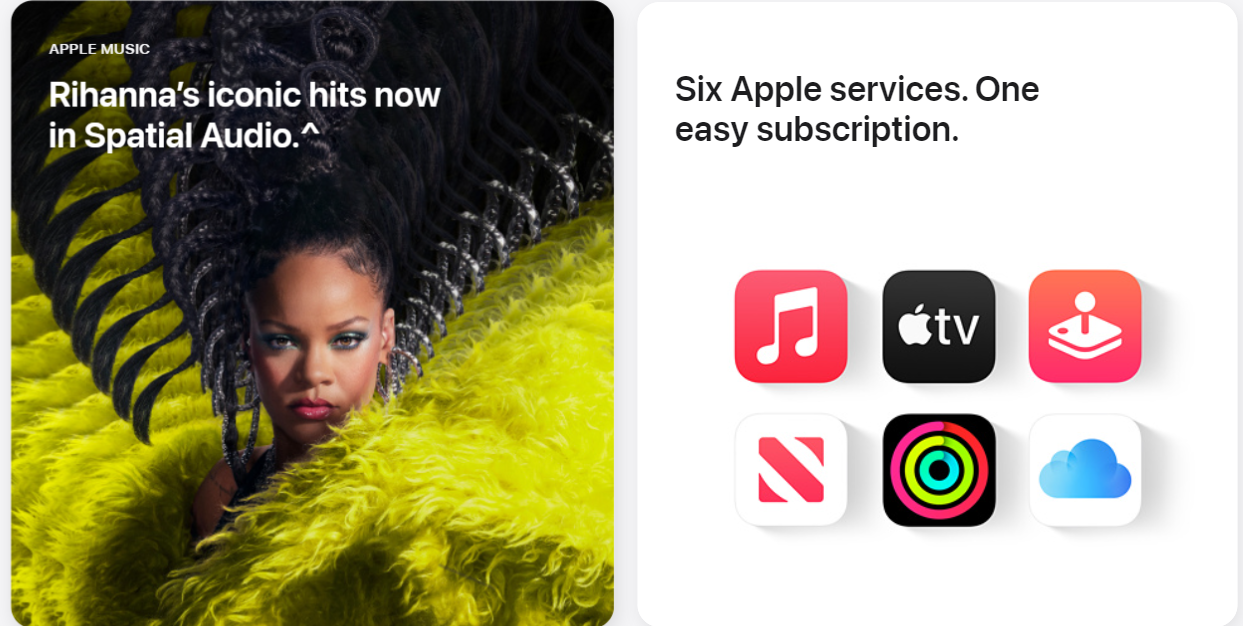 APPLE MUSIC
Rihanna’s iconic hits now
in Spatial Audio.^
Six Apple services. One
easy subscription.
tv